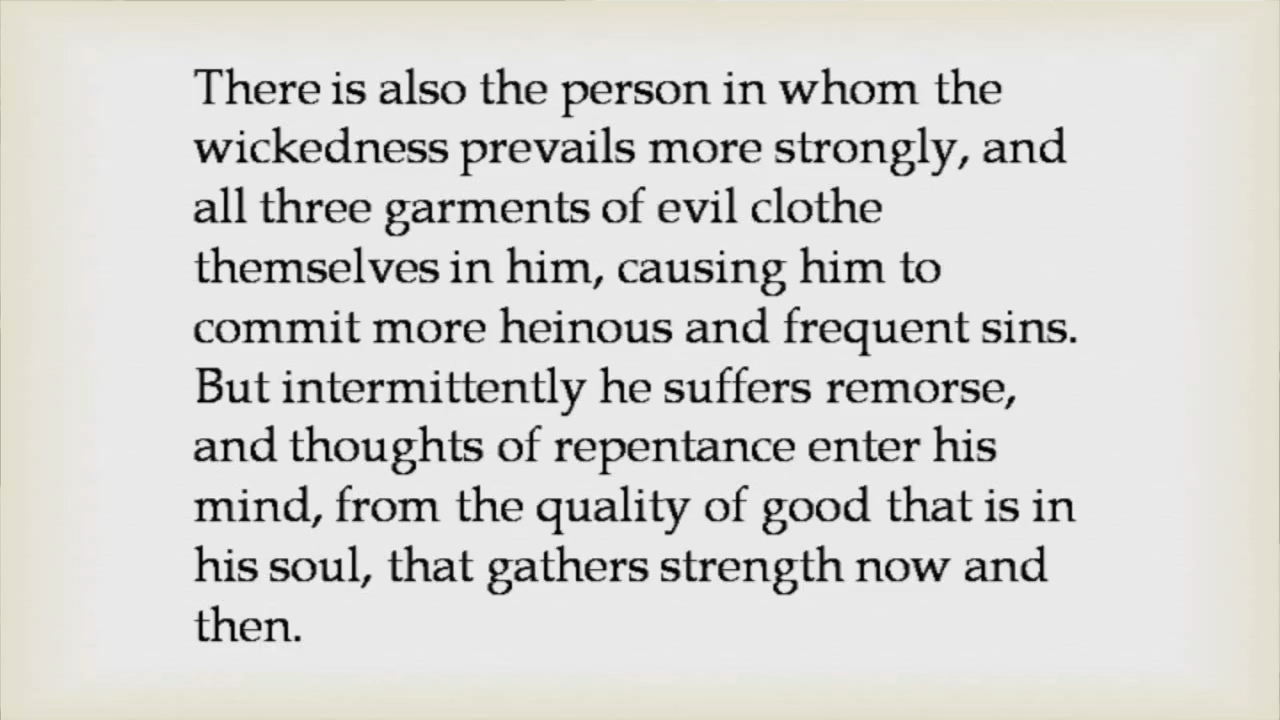 There is also the person in whom the
wickedness prevails more strongly, and
all three garments of evil clothe
themselves in him, causing him to
commit more heinous and frequent sins.
But intermittently he suffers remorse,
and thoughts of repentance enter his
mind, from the quality of good that is in
his soul, that gathers strength now and
then.